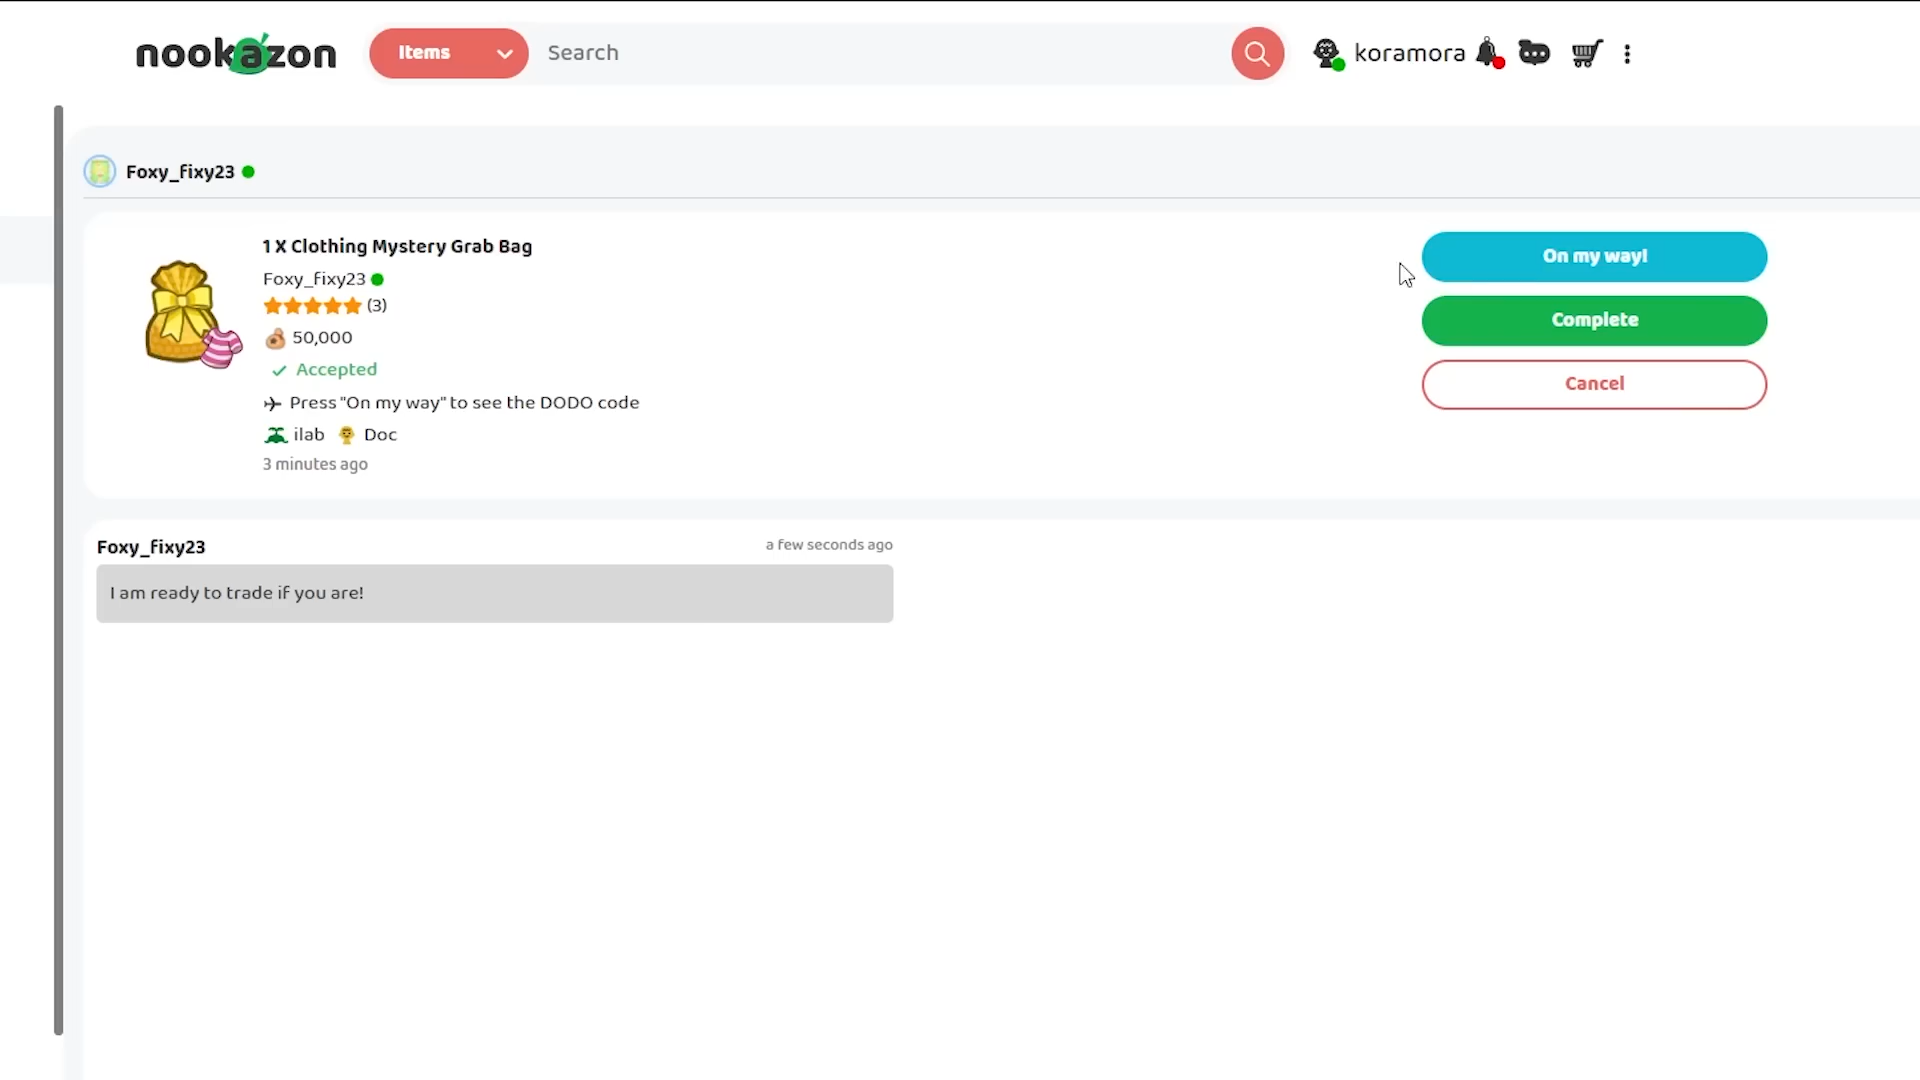 nookazon
Items
Search
koramora
Foxy_fixy23
1 X Clothing Mystery Grab Bag
Foxy_fixy23
(3)
50,000
Accepted
Press "On my way" to see the DODO code
ilab Doc
3 minutes ago
On my way!
Complete
Cancel
Foxy_fixy23
a few seconds ago
I am ready to trade if you are!